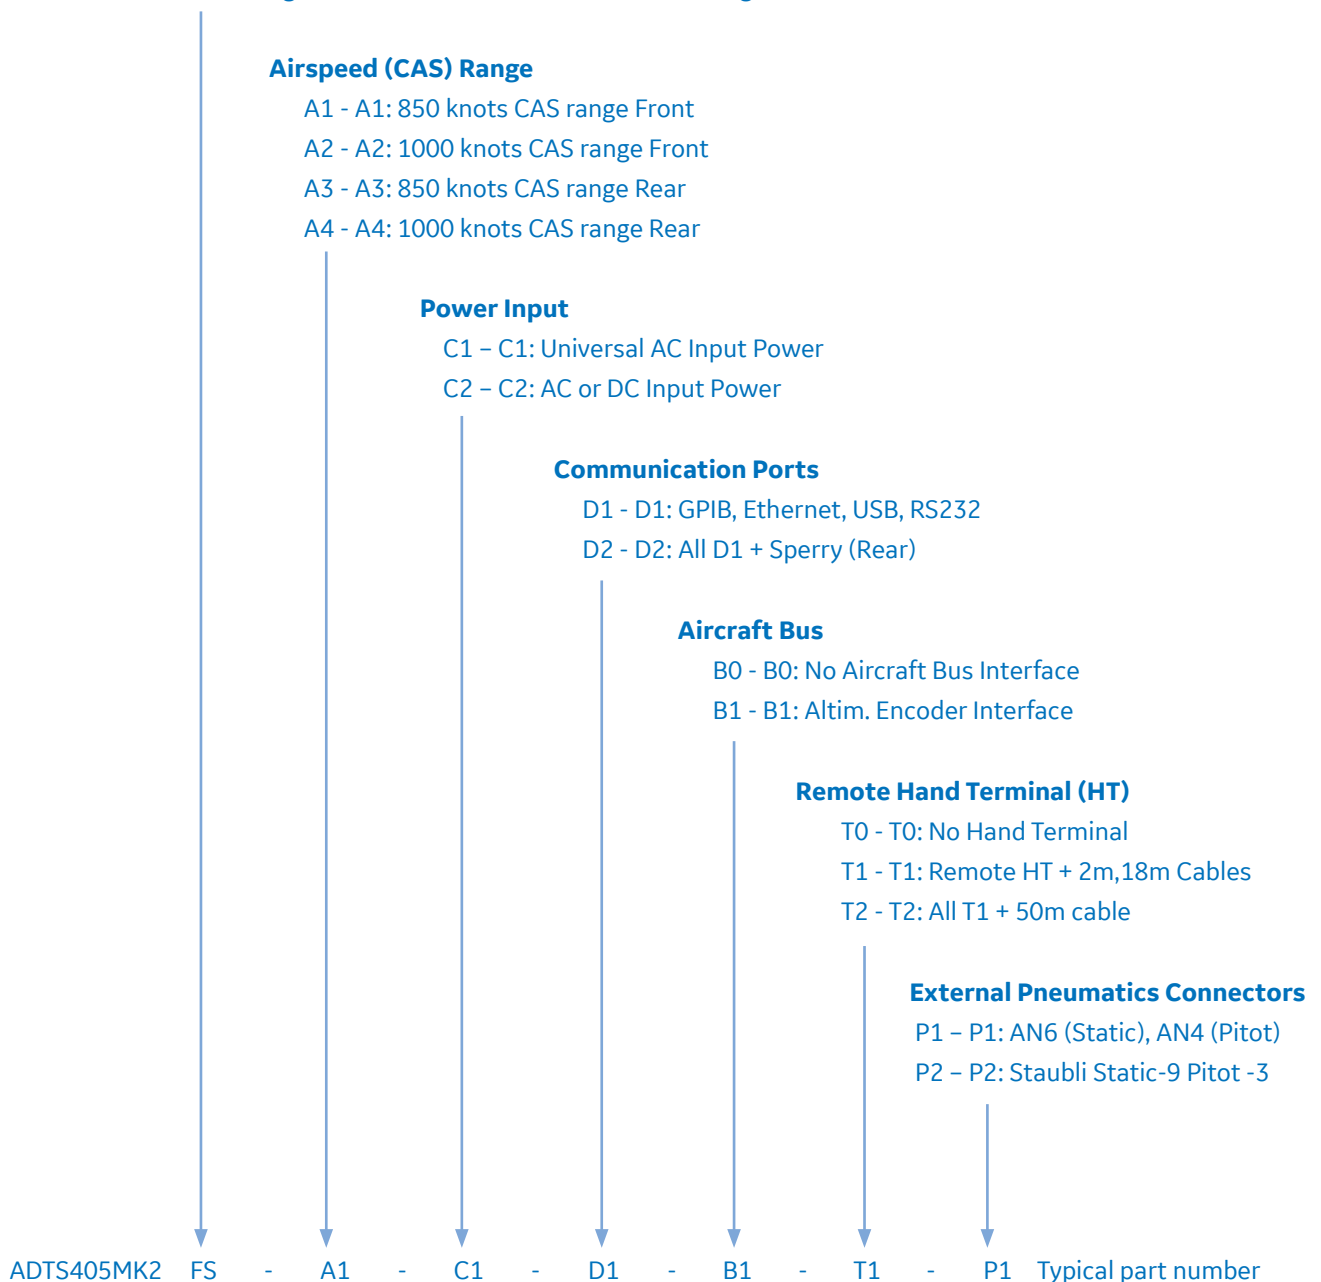 Airspeed (CAS) Range
A1 - A1: 850 knots CAS range Front
A2 - A2: 1000 knots CAS range Front
A3 - A3: 850 knots CAS range Rear
A4 - A4: 1000 knots CAS range Rear
Power Input
C1 – C1: Universal AC Input Power
C2 – C2: AC or DC Input Power
Communication Ports
D1 - D1: GPIB, Ethernet, USB, RS232
D2 - D2: All D1 + Sperry (Rear)
Aircraft Bus
B0 - B0: No Aircraft Bus Interface
B1 - B1: Altim. Encoder Interface
Remote Hand Terminal (HT)
T0 - T0: No Hand Terminal
T1 - T1: Remote HT + 2m,18m Cables
T2 - T2: All T1 + 50m cable
External Pneumatics Connectors
P1 – P1: AN6 (Static), AN4 (Pitot)
P2 – P2: Staubli Static-9 Pitot -3
ADTS405MK2 FS - A1 - C1 - D1 - B1 - T1 - P1 Typical part number